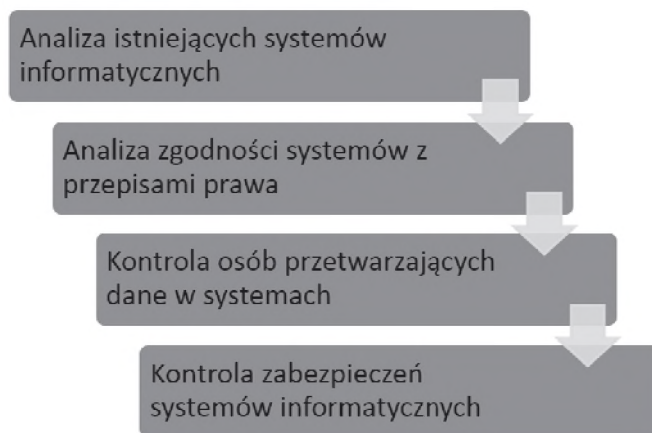 Analiza istniejących systemów
informatycznych
Analiza zgodności systemów z
przepisami prawa
Kontrola osób przetwarzających
dane w systemach
Kontrola zabezpieczeń
systemów informatycznych